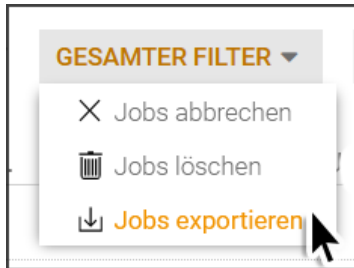 GESAMTER FILTER
Jobs abbrechen
Jobs löschen
Jobs exportieren